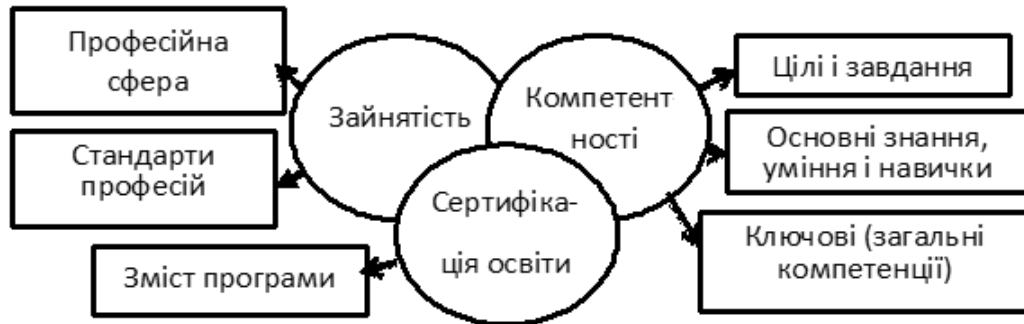 Професійна
сфера
Стандарти
професій
Зміст програми
Зайнятість
Компетент-
ності
Сертифіка-
ція освіти
Цілі і завдання
Основні знання,
уміння і навички
Ключові (загальні
компетенції)